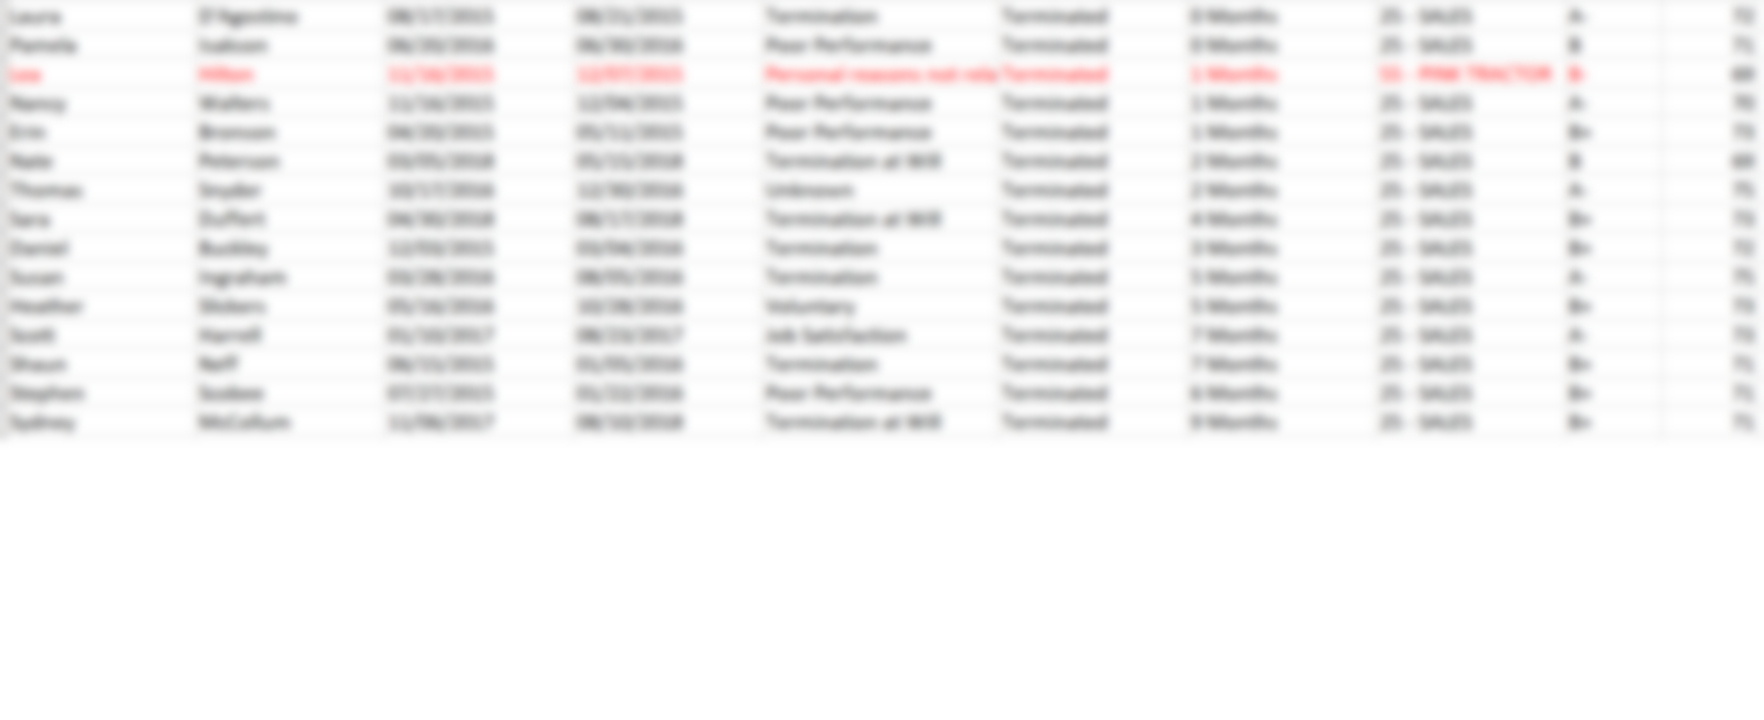 Laura D'Agostino 08/17/2015 08/21/2015 Termination Terminated 0 Months 25 - SALES A- 72
Pamela 06/20/2016 06/30/2016 Poor Performance Terminated 0 Months 25 - SALES B 71
Hilton 11/16/2015 12/07/2015 Personal reasons not rela Terminated 1 Months 55 - PINK TRACTOR B- 69
Nancy Walters 11/16/2015 12/04/2015 Poor Performance Terminated 1 Months 25 - SALES A- 70
Erin Bronson 04/20/2015 05/11/2015 Poor Performance Terminated 1 Months 25 - SALES B+ 73
Nate Peterson 03/05/2018 05/15/2018 Termination at Will Terminated 2 Months 25 - SALES B 69
Thomas Snyder 10/17/2016 12/30/2016 Unknown Terminated 2 Months 25 - SALES A- 75
Sara Duffert 04/30/2018 08/17/2018 Termination at Will Terminated 4 Months 25 - SALES B+ 73
Daniel Buckley 12/03/2015 03/04/2016 Termination Terminated 3 Months 25 - SALES B+ 72
Susan Ingraham 03/28/2016 08/05/2016 Termination Terminated 5 Months 25 - SALES A- 75
Heather 05/16/2016 10/28/2016 Voluntary Terminated 5 Months 25 - SALES B+ 73
Scott Harrell 01/10/2017 08/23/2017 Job Satisfaction Terminated 7 Months 25 - SALES A- 73
Shaun Neff 06/15/2015 01/05/2016 Termination Terminated 7 Months 25 - SALES B+ 71
Stephen Sosbee 07/27/2015 01/22/2016 Poor Performance Terminated 6 Months 25 - SALES B+ 71
Sydney McCollum 11/06/2017 08/10/2018 Termination at Will Terminated 9 Months 25 - SALES B+ 71